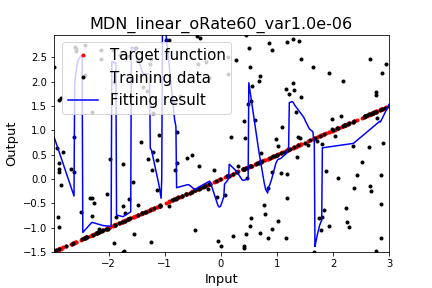 MDN_linear_oRate60_var1.0e-06
Target function
Training data
Fitting result
Output
2.5
2.0
1.5
1.0
0.5
0.0
−0.5
−1.0
−1.5
−2
−1
0
1
2
3
Input